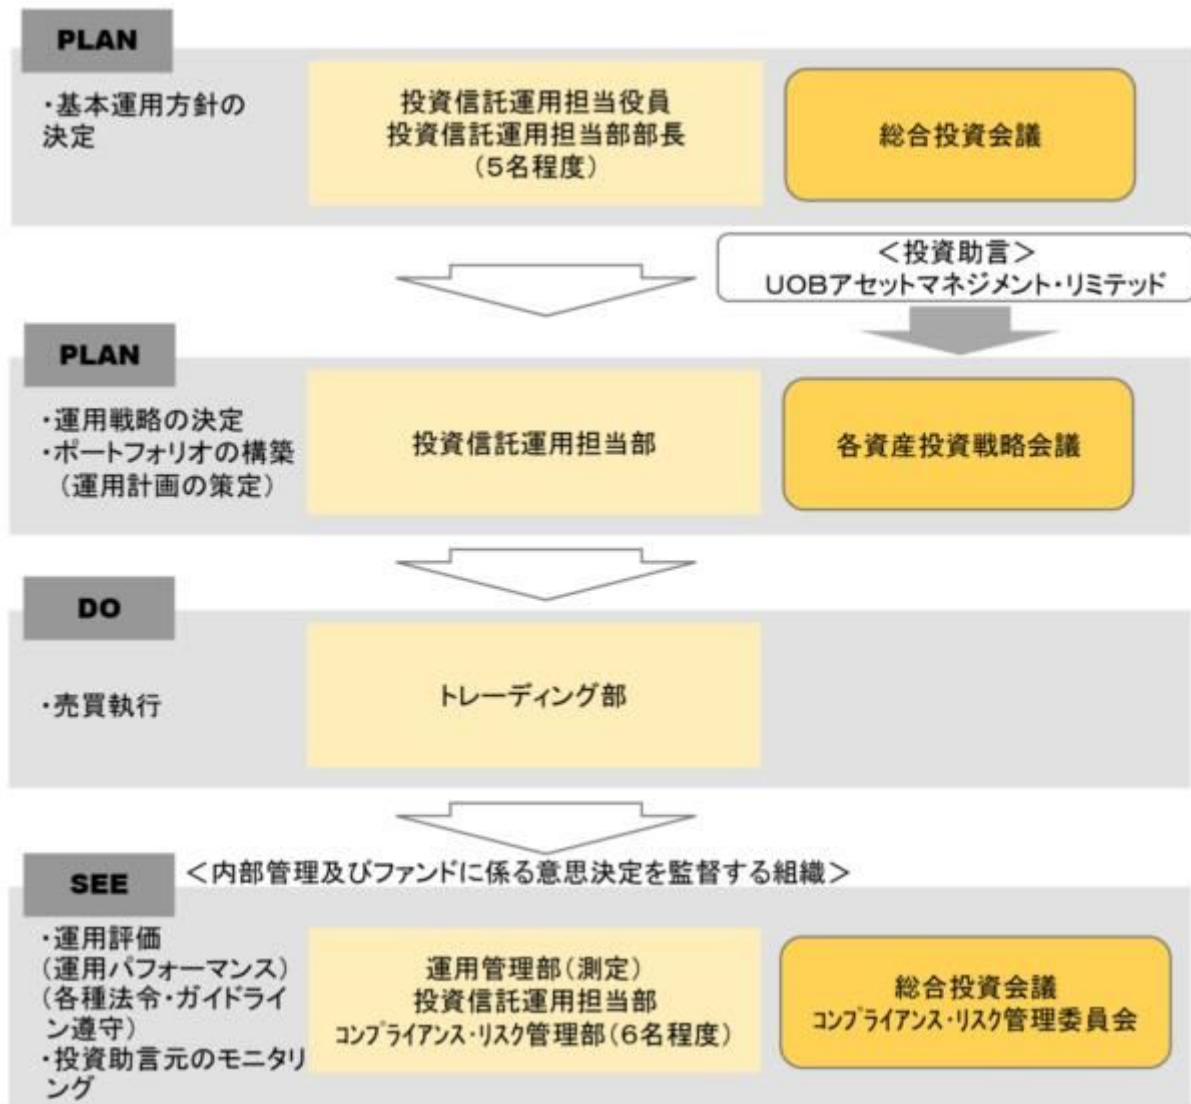 PLAN
・基本運用方針の
決定
投資信託運用担当役員
投資信託運用担当部部長
（５名程度）
総合投資会議
＜投資助言＞
ＵＯＢアセットマネジメント・リミテッド
PLAN
・運用戦略の決定
・ポートフォリオの構築
（運用計画の策定）
投資信託運用担当部
各資産投資戦略会議
DO
・売買執行
トレーディング部
SEE
＜内部管理及びファンドに係る意思決定を監督する組織＞
・運用評価
(運用パフォーマンス)
(各種法令・ガイドライ
ン遵守)
・投資助言元のモニタリ
ング
運用管理部（測定）
投資信託運用担当部
ｺﾝﾌﾟﾗｲｱﾝｽ・ﾘｽｸ管理部（６名程度）
総合投資会議
ｺﾝﾌﾟﾗｲｱﾝｽ・ﾘｽｸ管理委員会